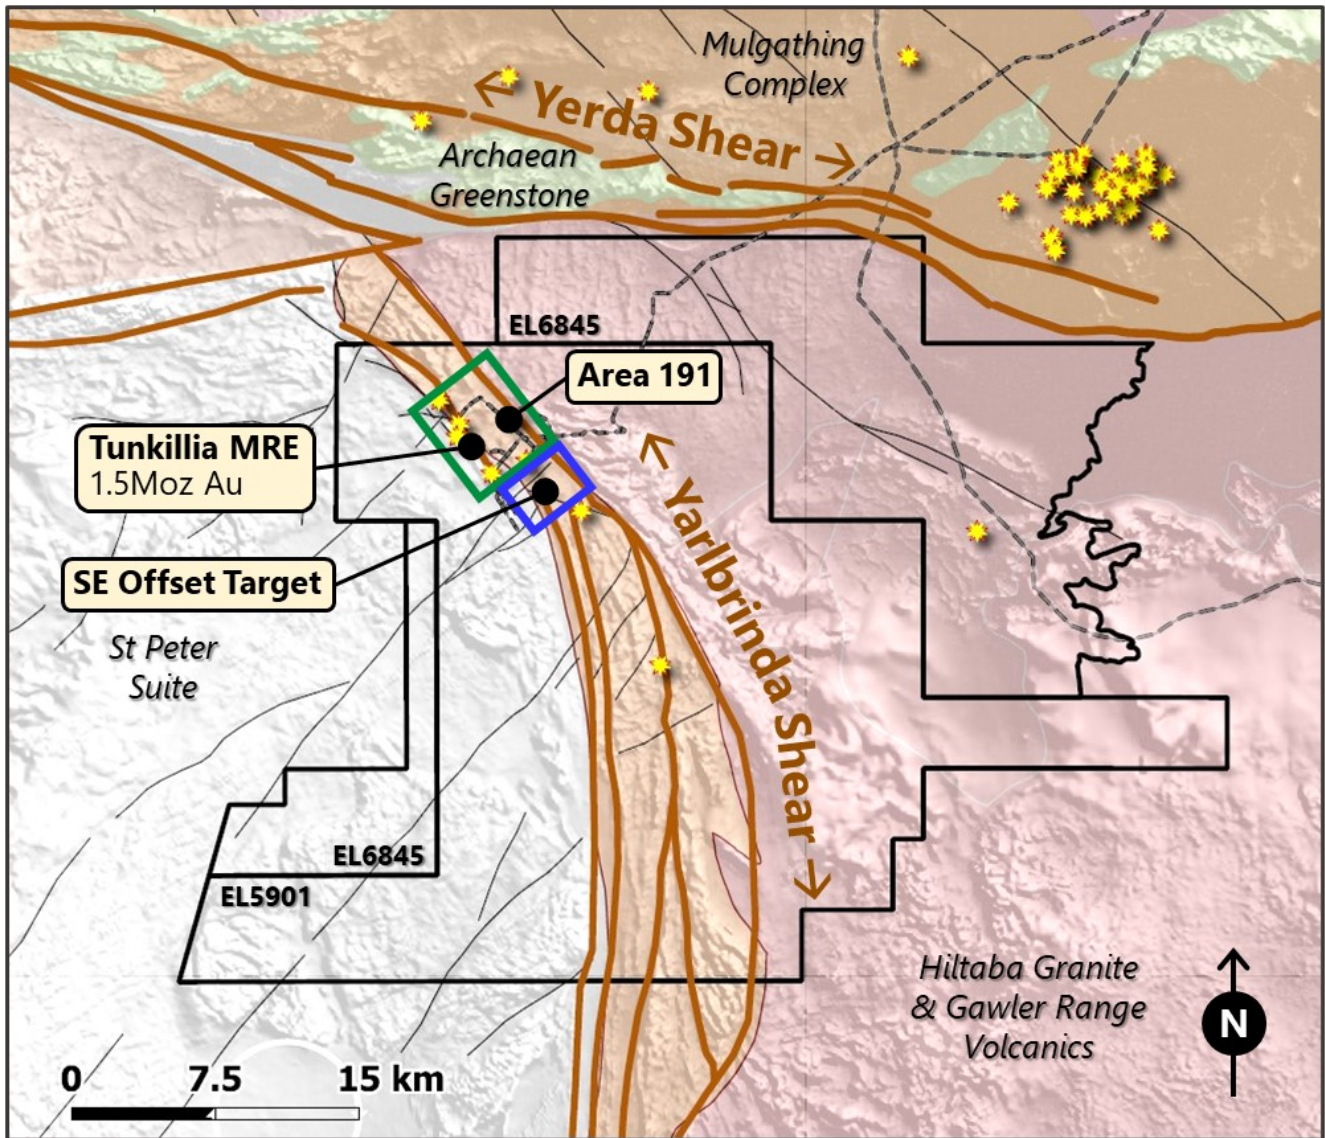 Mulgathing
Complex
← Yerda Shear →
Archaean
Greenstone
EL6845
Area 191
Tunkillia MRE
1.5Moz Au
SE Offset Target
← Yarlbrinda Shear →
St Peter
Suite
EL6845
EL5901
Hiltaba Granite
& Gawler Range
Volcanics
N
0 7.5 15 km